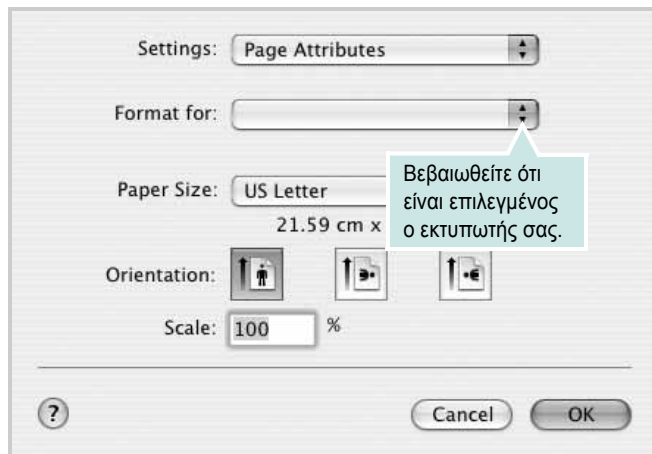 Settings: Page Attributes
Format for:
Paper Size: US Letter
21.59 cm x
Βεβαιωθείτε ότι
είναι επιλεγμένος
ο εκτυπωτής σας.
Orientation:
Scale: 100 %
? Cancel OK